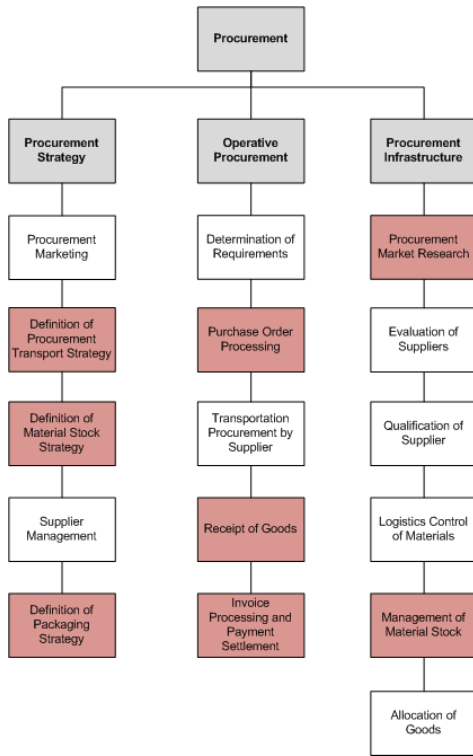 Procurement
Procurement
Strategy
Operative
Procurement
Procurement
Infrastructure
Procurement
Marketing
Determination of
Requirements
Procurement
Market Research
Definition of
Procurement
Transport Strategy
Purchase Order
Processing
Evaluation of
Suppliers
Definition of
Material Stock
Strategy
Transportation
Procurement by
Supplier
Qualification of
Supplier
Supplier
Management
Receipt of Goods
Logistics Control
of Materials
Definition of
Packaging
Strategy
Invoice
Processing and
Payment
Settlement
Management of
Material Stock
Allocation of
Goods